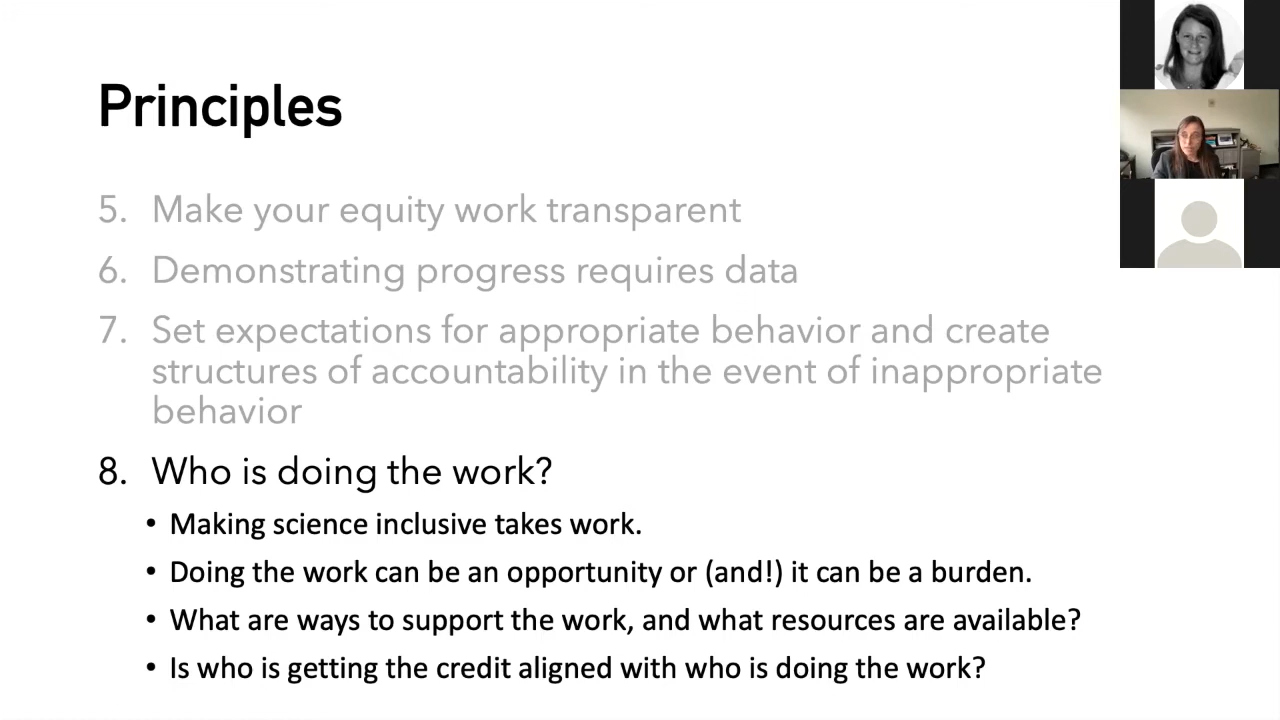 Principles
5. Make your equity work transparent
6. Demonstrating progress requires data
7. Set expectations for appropriate behavior and create
structures of accountability in the event of inappropriate
behavior
8. Who is doing the work?
• Making science inclusive takes work.
• Doing the work can be an opportunity or (and!) it can be a burden.
• What are ways to support the work, and what resources are available?
• Is who is getting the credit aligned with who is doing the work?